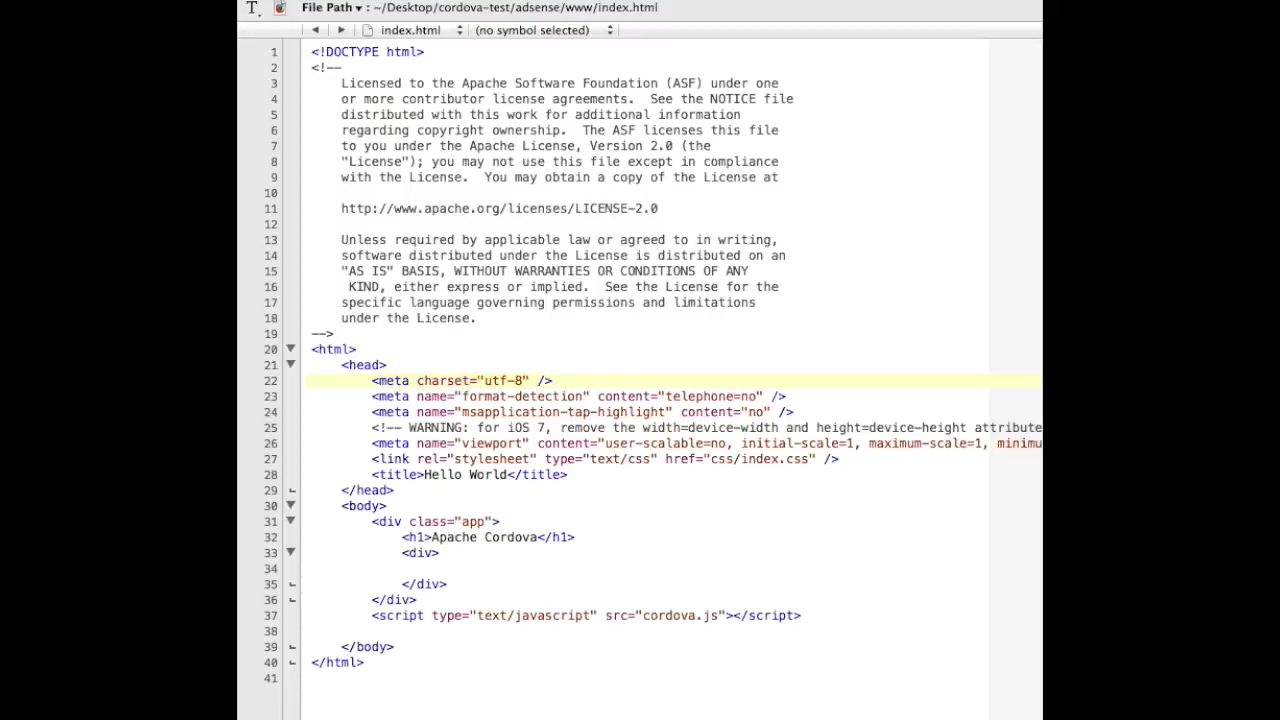 T. File Path ▾ : ~/Desktop/cordova-test/adsense/www/index.html
index.html (no symbol selected)
1 <!DOCTYPE html>
2 <!--
3 Licensed to the Apache Software Foundation (ASF) under one
4 or more contributor license agreements.  See the NOTICE file
5 distributed with this work for additional information
6 regarding copyright ownership.  The ASF licenses this file
7 to you under the Apache License, Version 2.0 (the
8 "License"); you may not use this file except in compliance
9 with the License.  You may obtain a copy of the License at
10
11 http://www.apache.org/licenses/LICENSE-2.0
12
13 Unless required by applicable law or agreed to in writing,
14 software distributed under the License is distributed on an
15 "AS IS" BASIS, WITHOUT WARRANTIES OR CONDITIONS OF ANY
16 KIND, either express or implied.  See the License for the
17 specific language governing permissions and limitations
18 under the License.
19 -->
20 <html>
21 <head>
22 <meta charset="utf-8" />
23 <meta name="format-detection" content="telephone=no" />
24 <meta name="msapplication-tap-highlight" content="no" />
25 <!-- WARNING: for iOS 7, remove the width=device-width and height=device-height attribute
26 <meta name="viewport" content="user-scalable=no, initial-scale=1, maximum-scale=1, minimu
27 <link rel="stylesheet" type="text/css" href="css/index.css" />
28 <title>Hello World</title>
29 </head>
30 <body>
31 <div class="app">
32 <h1>Apache Cordova</h1>
33 <div>
34
35 </div>
36 </div>
37 <script type="text/javascript" src="cordova.js"></script>
38
39 </body>
40 </html>
41